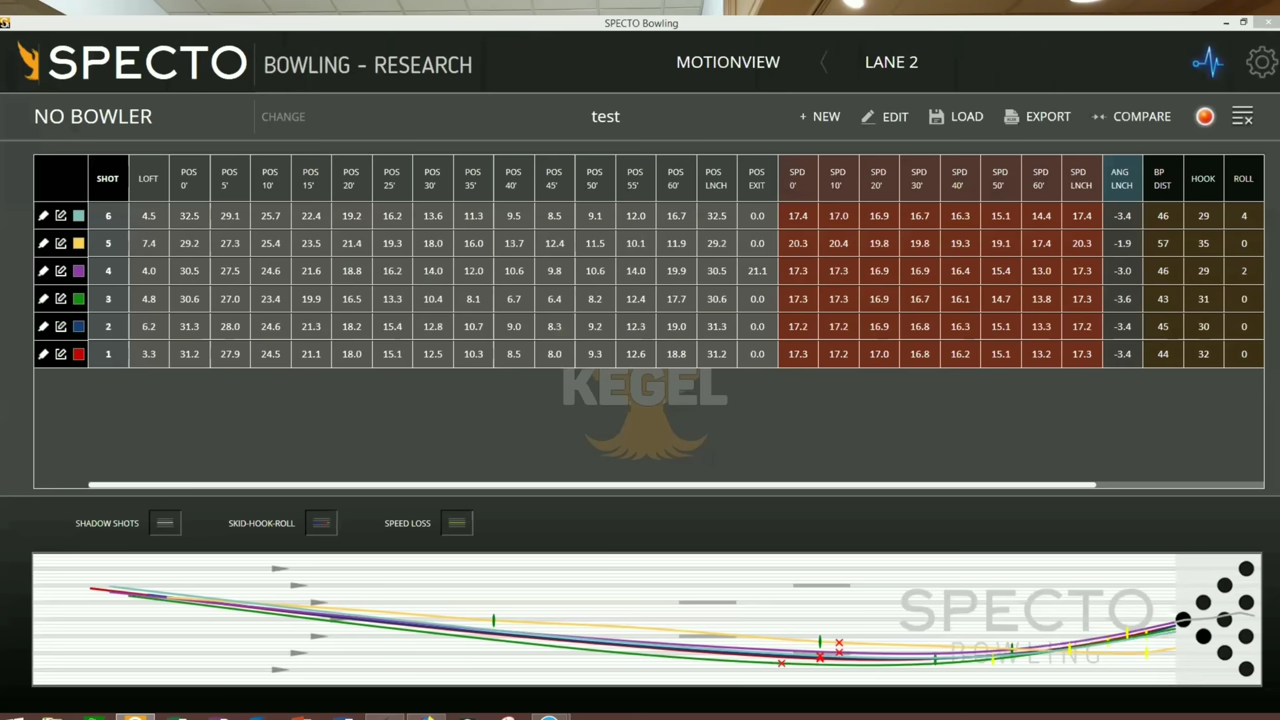 SPECTO Bowling
SPECTO BOWLING - RESEARCH MOTIONVIEW LANE 2
NO BOWLER CHANGE test + NEW EDIT LOAD EXPORT COMPARE
SHOT LOFT POS 0' POS 5' POS 10' POS 15' POS 20' POS 25' POS 30' POS 35' POS 40' POS 45' POS 50' POS 55' POS 60' POS LNCH POS EXIT SPD 0' SPD 10' SPD 20' SPD 30' SPD 40' SPD 50' SPD 60' SPD LNCH ANG LNCH BP DIST HOOK ROLL
6 4.5 32.5 29.1 25.7 22.4 19.2 16.2 13.6 11.3 9.5 8.5 9.1 12.0 16.7 32.5 0.0 17.4 17.0 16.9 16.7 16.3 15.1 14.4 17.4 -3.4 46 29 4
5 7.4 29.2 27.3 25.4 23.5 21.4 19.3 18.0 16.0 13.7 12.4 11.5 10.1 11.9 29.2 0.0 20.3 20.4 19.8 19.8 19.3 19.1 17.4 20.3 -1.9 57 35 0
4 4.0 30.5 27.5 24.6 21.6 18.8 16.2 14.0 12.0 10.6 9.8 10.6 14.0 19.9 30.5 21.1 17.3 17.3 16.9 16.9 16.4 15.4 13.0 17.3 -3.0 46 29 2
3 4.8 30.6 27.0 23.4 19.9 16.5 13.3 10.4 8.1 6.7 6.4 8.2 12.4 17.7 30.6 0.0 17.3 17.3 16.9 16.7 16.1 14.7 13.8 17.3 -3.6 43 31 0
2 6.2 31.3 28.0 24.6 21.3 18.2 15.4 12.8 10.7 9.0 8.3 9.2 12.3 19.0 31.3 0.0 17.2 17.2 16.9 16.8 16.3 15.1 13.3 17.2 -3.4 45 30 0
1 3.3 31.2 27.9 24.5 21.1 18.0 15.1 12.5 10.3 8.5 8.0 9.3 12.6 18.8 31.2 0.0 17.3 17.2 17.0 16.8 16.2 15.1 13.2 17.3 -3.4 44 32 0
KEGEL
SHADOW SHOTS SKID-HOOK-ROLL SPEED LOSS
SPECTO
BOWLING